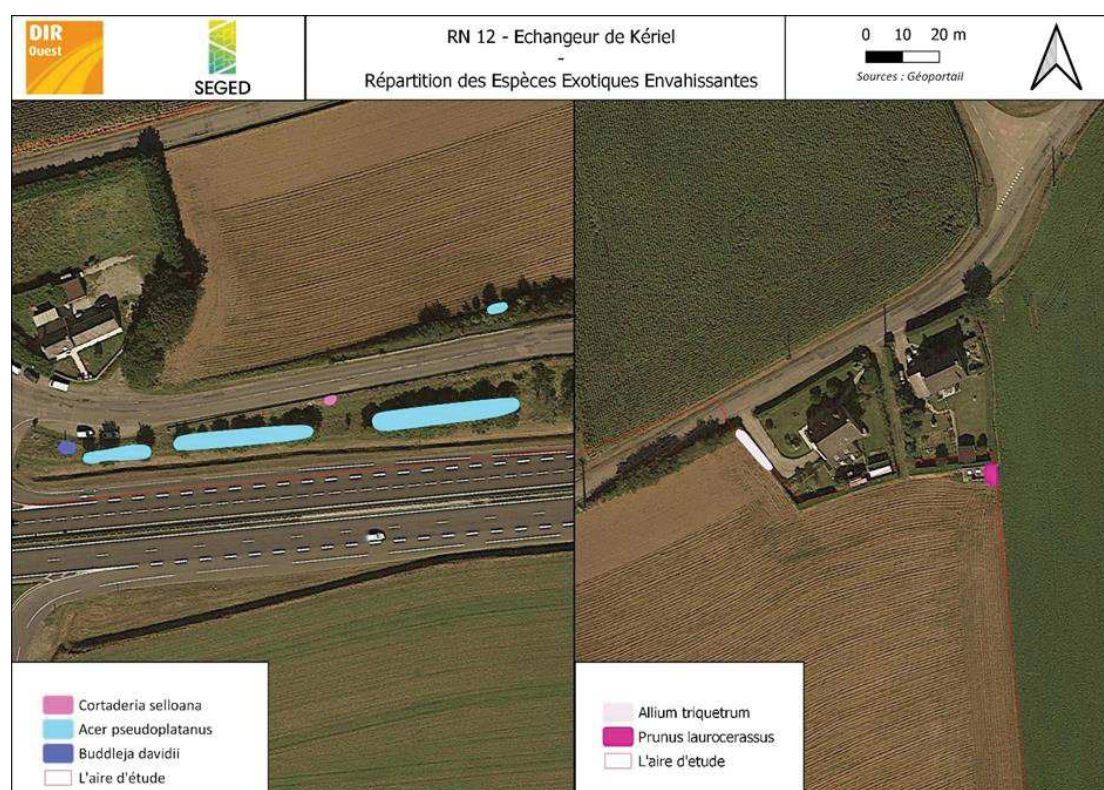 DIR
Ouest
SEGED
RN 12 - Echangeur de Kériel
-
Répartition des Espèces Exotiques Envahissantes
0 10 20 m
Sources : Géoportail
Cortaderia selloana
Acer pseudoplatanus
Buddleja davidii
L'aire d'étude
Allium triquetrum
Prunus laurocerassus
L'aire d'etude